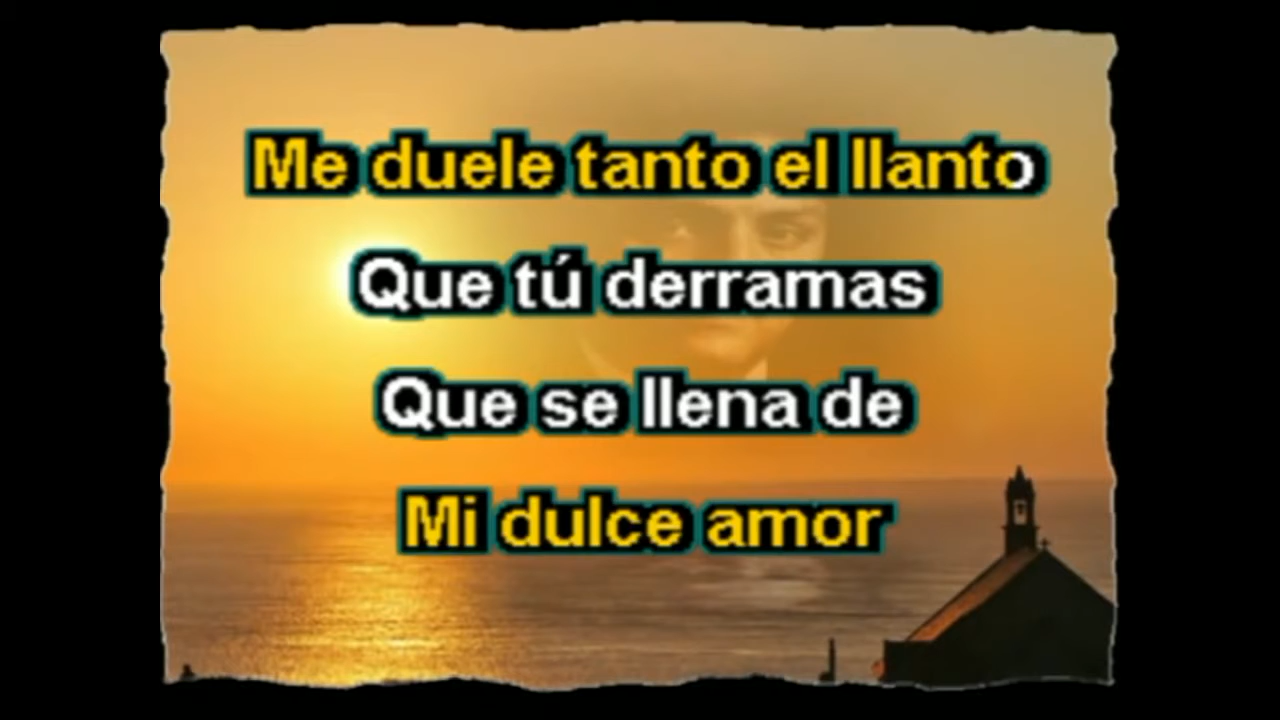 Me duele tanto el llanto
Que tú derramas
Que se llena de
Mi dulce amor